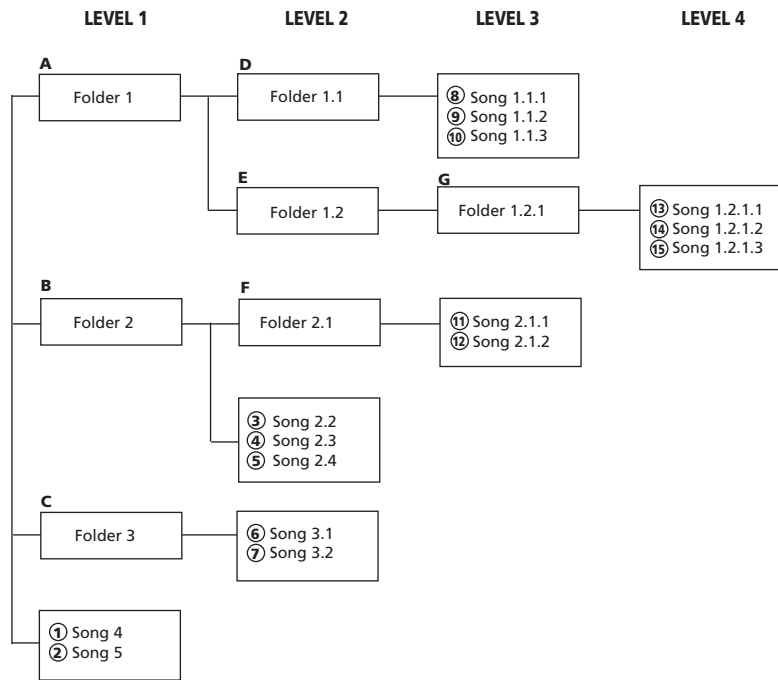 LEVEL 1 LEVEL 2 LEVEL 3 LEVEL 4
A
Folder 1
D
Folder 1.1
⑧ Song 1.1.1
⑨ Song 1.1.2
⑩ Song 1.1.3
E
Folder 1.2
G
Folder 1.2.1
⑬ Song 1.2.1.1
⑭ Song 1.2.1.2
⑮ Song 1.2.1.3
B
Folder 2
F
Folder 2.1
⑪ Song 2.1.1
⑫ Song 2.1.2
③ Song 2.2
④ Song 2.3
⑤ Song 2.4
C
Folder 3
⑥ Song 3.1
⑦ Song 3.2
① Song 4
② Song 5